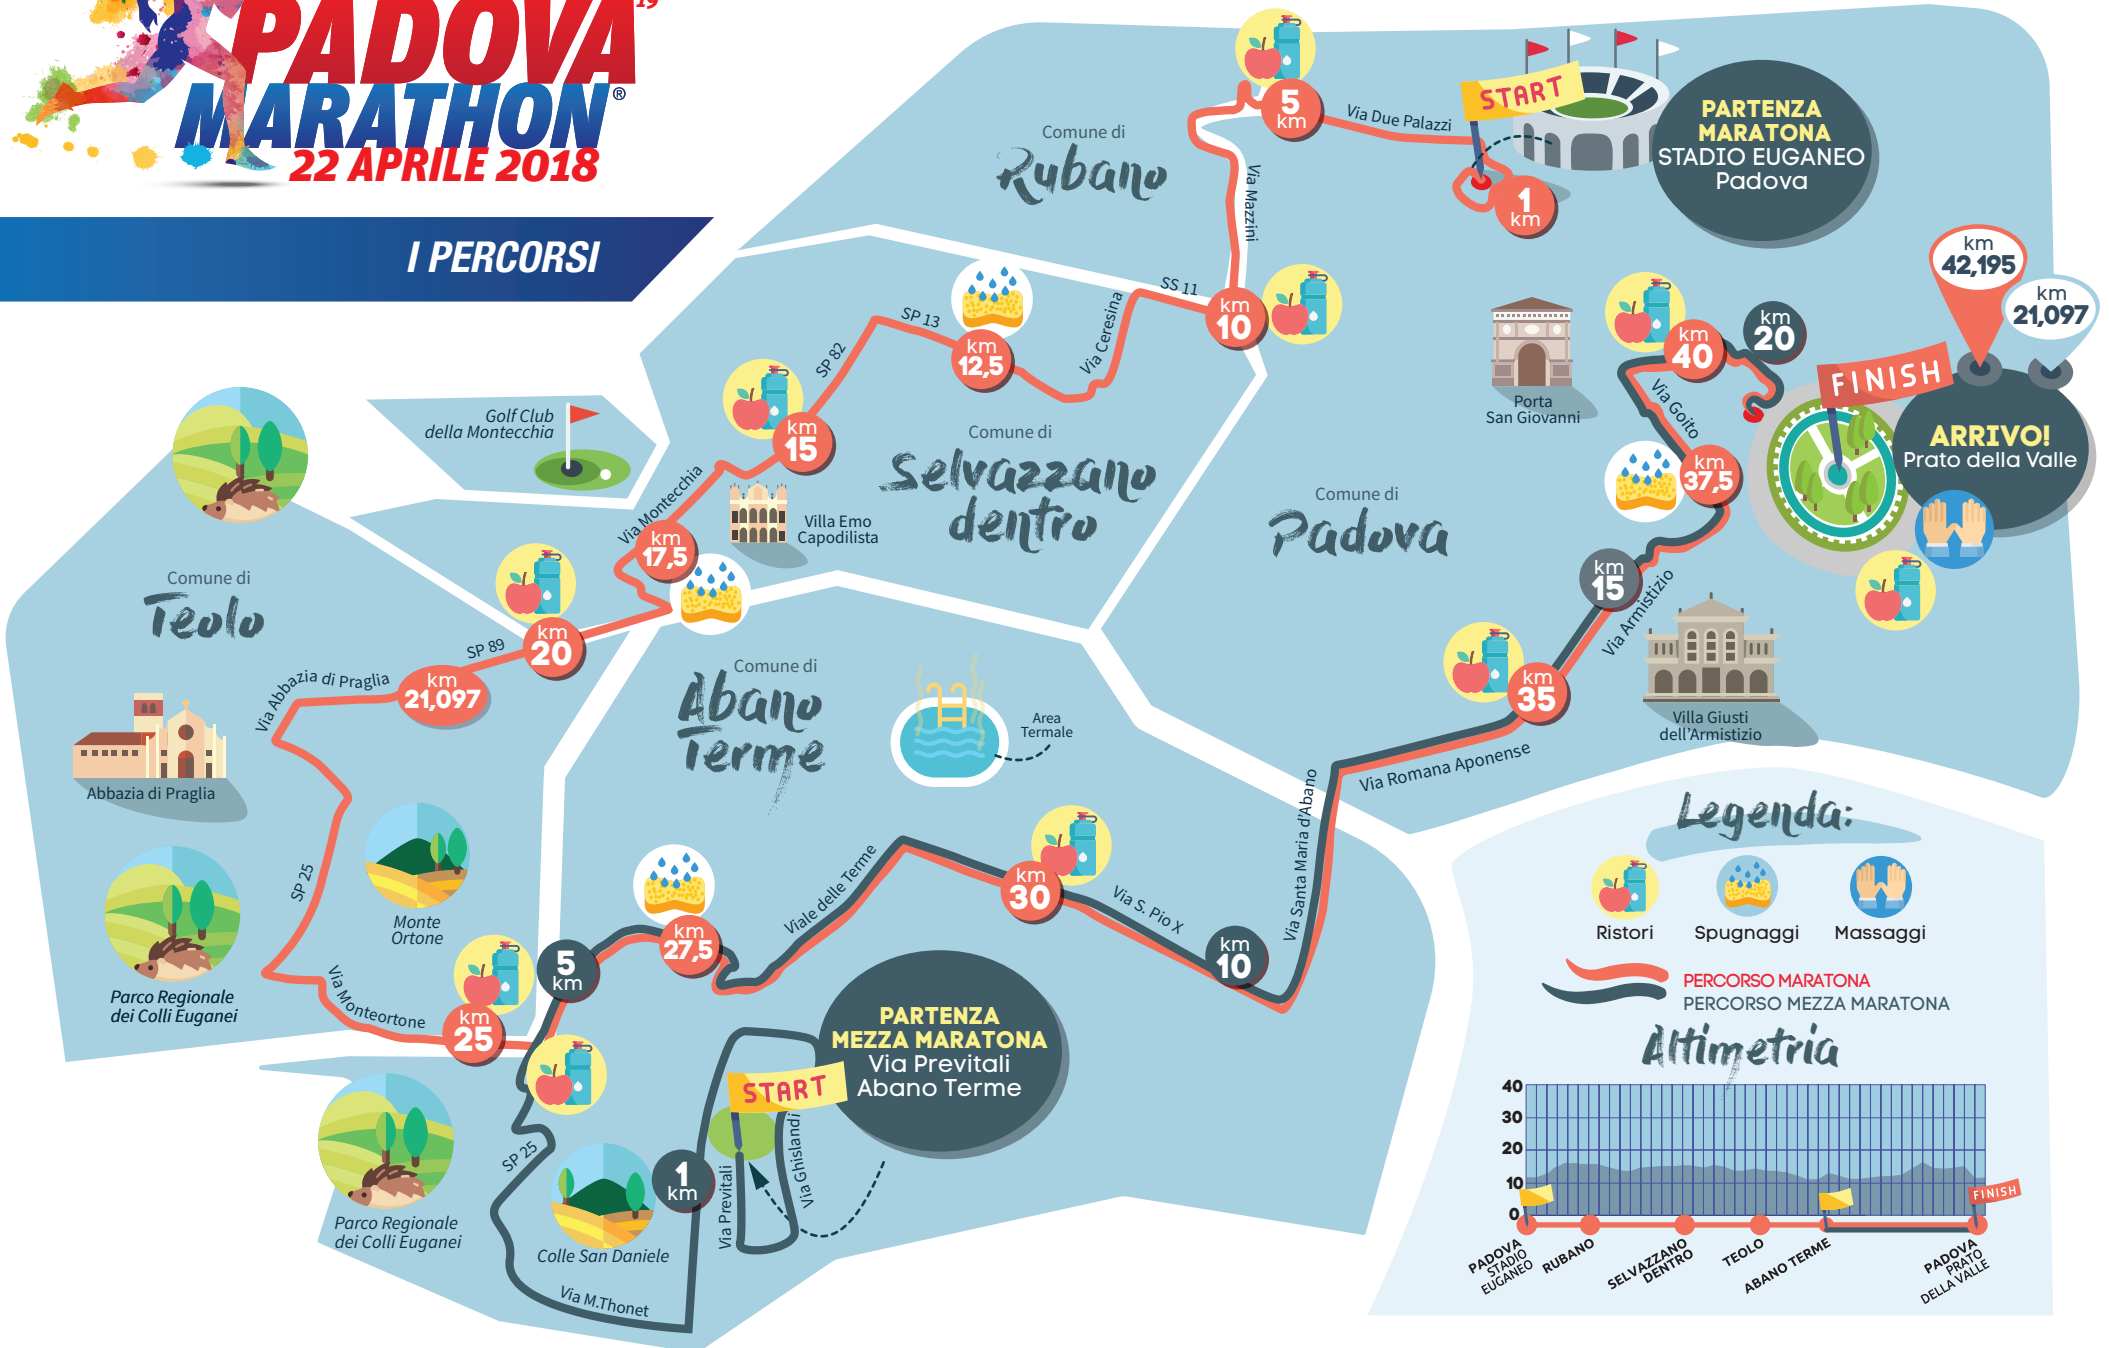 19
PADOVA
MARATHON®
22 APRILE 2018
I PERCORSI
Comune di
Rubano
5
km
Via Due Palazzi
START
PARTENZA
MARATONA
STADIO EUGANEO
Padova
1
km
Via Mazzini
SS 11
km
10
Via Ceresina
km
12,5
SP 13
SP 82
km
15
Golf Club
della Montecchia
Via Montecchia
Villa Emo
Capodilista
km
17,5
Comune di
Selvazzano
dentro
Comune di
Padova
Porta
San Giovanni
km
40
km
20
km
42,195
km
21,097
FINISH
ARRIVO!
Prato della Valle
Via Goito
km
37,5
km
15
Via Armistizio
Villa Giusti
dell'Armistizio
km
35
Via Romana Aponense
Comune di
Teolo
km
20
SP 89
km
21,097
Via Abbazia di Praglia
Abbazia di Praglia
SP 25
Monte
Ortone
Parco Regionale
dei Colli Euganei
Via Monteortone
km
25
Comune di
Abano
Terme
Area
Termale
5
km
km
27,5
Viale delle Terme
km
30
Via S. Pio X
km
10
Via Santa Maria d'Abano
PARTENZA
MEZZA MARATONA
Via Previtali
Abano Terme
START
Via Ghislandi
Via Previtali
1
km
SP 25
Colle San Daniele
Via M.Thonet
Parco Regionale
dei Colli Euganei
Legenda:
Ristori
Spugnaggi
Massaggi
PERCORSO MARATONA
PERCORSO MEZZA MARATONA
Altimetria
40
30
20
10
0
FINISH
PADOVA
STADIO
EUGANEO
RUBANO
SELVAZZANO
DENTRO
TEOLO
ABANO TERME
PADOVA
PRATO
DELLA VALLE